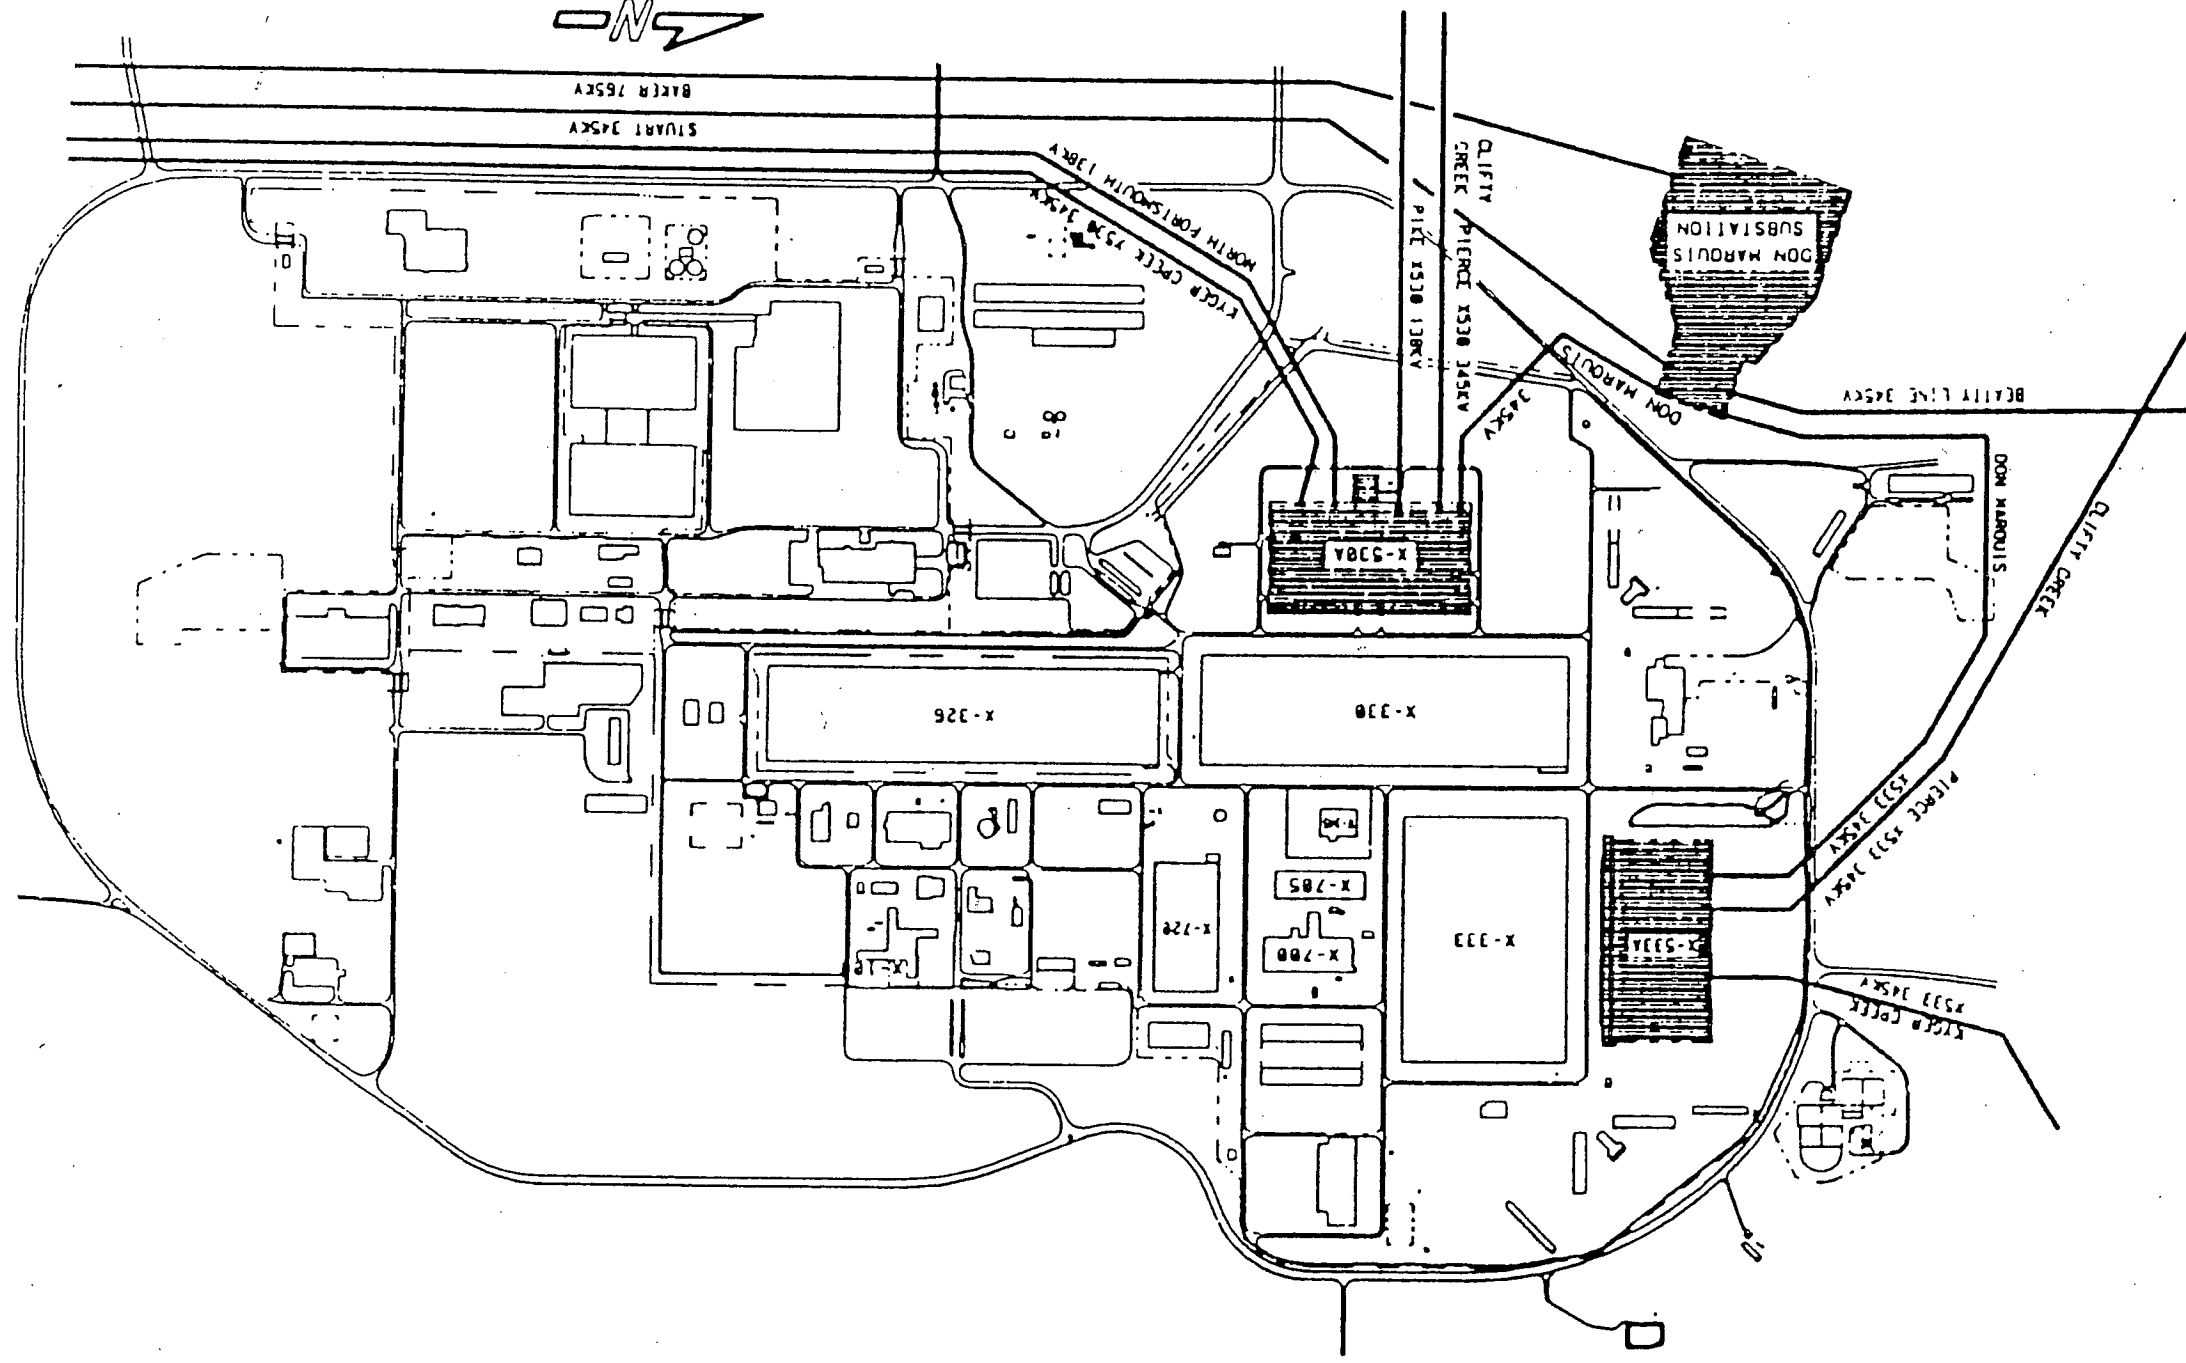 N
BAKER 765KV
STUART 345KV
NORTH PORTSMOUTH 138KV
KYGER CREEK X530 345KV
PIKE X530 138KV
CLIFTY
CREEK PIERCE X530 345KV
DON MARQUIS
345KV
DON MARQUIS
SUBSTATION
BEATTY LINE 345KV
DON MARQUIS
X533 345KV
CLIFTY CREEK
PIERCE X533 345KV
KYGER CREEK
X533 345KV
X-530A
X-326
X-330
X-333
X-533A
X-705
X-700
X-720